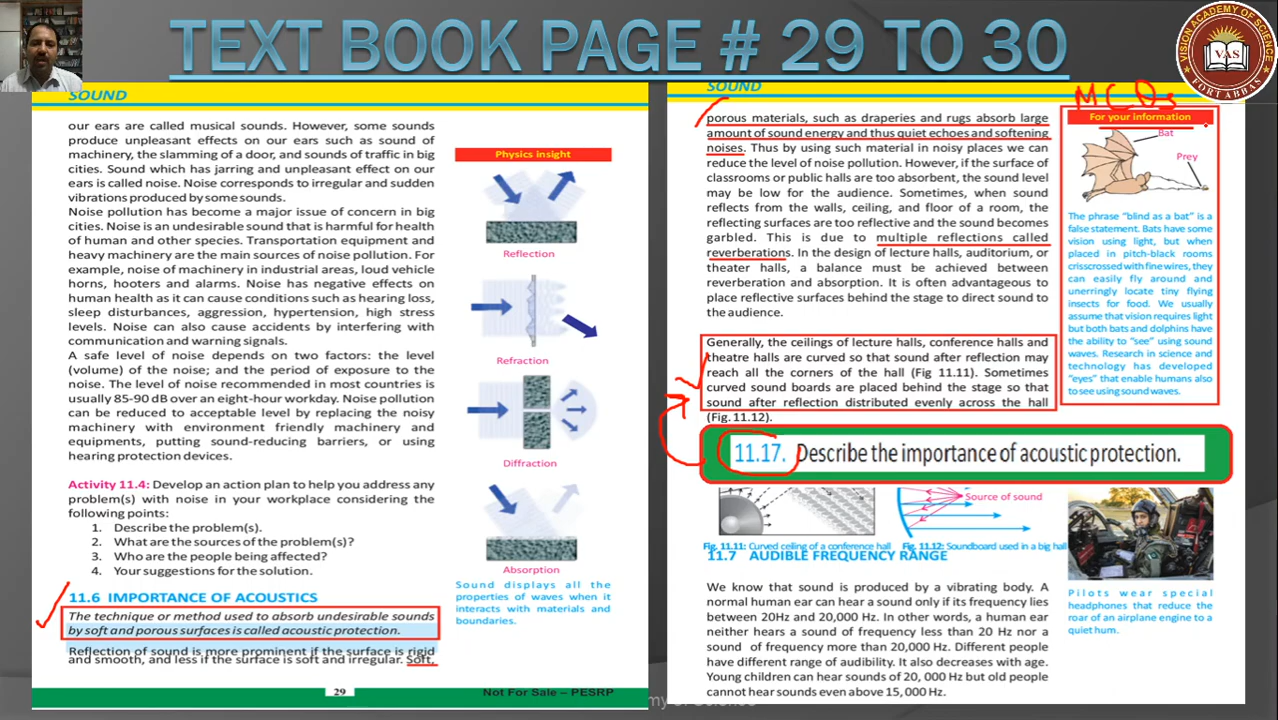 TEXT BOOK PAGE # 29 TO 30
VISION ACADEMY OF SCIENCE
VAS
FORT ABBAS
SOUND
our ears are called musical sounds. However, some sounds
produce unpleasant effects on our ears such as sound of
machinery, the slamming of a door, and sounds of traffic in big
cities. Sound which has jarring and unpleasant effect on our
ears is called noise. Noise corresponds to irregular and sudden
vibrations produced by some sounds.
Noise pollution has become a major issue of concern in big
cities. Noise is an undesirable sound that is harmful for health
of human and other species. Transportation equipment and
heavy machinery are the main sources of noise pollution. For
example, noise of machinery in industrial areas, loud vehicle
horns, hooters and alarms. Noise has negative effects on
human health as it can cause conditions such as hearing loss,
sleep disturbances, aggression, hypertension, high stress
levels. Noise can also cause accidents by interfering with
communication and warning signals.
A safe level of noise depends on two factors: the level
(volume) of the noise; and the period of exposure to the
noise. The level of noise recommended in most countries is
usually 85-90 dB over an eight-hour workday. Noise pollution
can be reduced to acceptable level by replacing the noisy
machinery with environment friendly machinery and
equipments, putting sound-reducing barriers, or using
hearing protection devices.
Activity 11.4: Develop an action plan to help you address any
problem(s) with noise in your workplace considering the
following points:
1. Describe the problem(s).
2. What are the sources of the problem(s)?
3. Who are the people being affected?
4. Your suggestions for the solution.
11.6 IMPORTANCE OF ACOUSTICS
The technique or method used to absorb undesirable sounds
by soft and porous surfaces is called acoustic protection.
Reflection of sound is more prominent if the surface is rigid
and smooth, and less if the surface is soft and irregular. Soft,
29
Not For Sale – PESRP
Physics insight
Reflection
Refraction
Diffraction
Absorption
Sound displays all the
properties of waves when it
interacts with materials and
boundaries.
SOUND
porous materials, such as draperies and rugs absorb large
amount of sound energy and thus quiet echoes and softening
noises. Thus by using such material in noisy places we can
reduce the level of noise pollution. However, if the surface of
classrooms or public halls are too absorbent, the sound level
may be low for the audience. Sometimes, when sound
reflects from the walls, ceiling, and floor of a room, the
reflecting surfaces are too reflective and the sound becomes
garbled. This is due to multiple reflections called
reverberations. In the design of lecture halls, auditorium, or
theater halls, a balance must be achieved between
reverberation and absorption. It is often advantageous to
place reflective surfaces behind the stage to direct sound to
the audience.
Generally, the ceilings of lecture halls, conference halls and
theatre halls are curved so that sound after reflection may
reach all the corners of the hall (Fig 11.11). Sometimes
curved sound boards are placed behind the stage so that
sound after reflection distributed evenly across the hall
(Fig. 11.12).
MCQs
For your information
Bat
Prey
The phrase "blind as a bat" is a
false statement. Bats have some
vision using light, but when
placed in pitch-black rooms
crisscrossed with fine wires, they
can easily fly around and
unerringly locate tiny flying
insects for food. We usually
assume that vision requires light
but both bats and dolphins have
the ability to "see" using sound
waves. Research in science and
technology has developed
"eyes" that enable humans also
to see using sound waves.
11.17. Describe the importance of acoustic protection.
Source of sound
Fig. 11.11: Curved ceiling of a conference hall
Fig. 11.12: Soundboard used in a big hall
11.7 AUDIBLE FREQUENCY RANGE
We know that sound is produced by a vibrating body. A
normal human ear can hear a sound only if its frequency lies
between 20Hz and 20,000 Hz. In other words, a human ear
neither hears a sound of frequency less than 20 Hz nor a
sound of frequency more than 20,000 Hz. Different people
have different range of audibility. It also decreases with age.
Young children can hear sounds of 20, 000 Hz but old people
cannot hear sounds even above 15, 000 Hz.
Pilots wear special
headphones that reduce the
roar of an airplane engine to a
quiet hum.